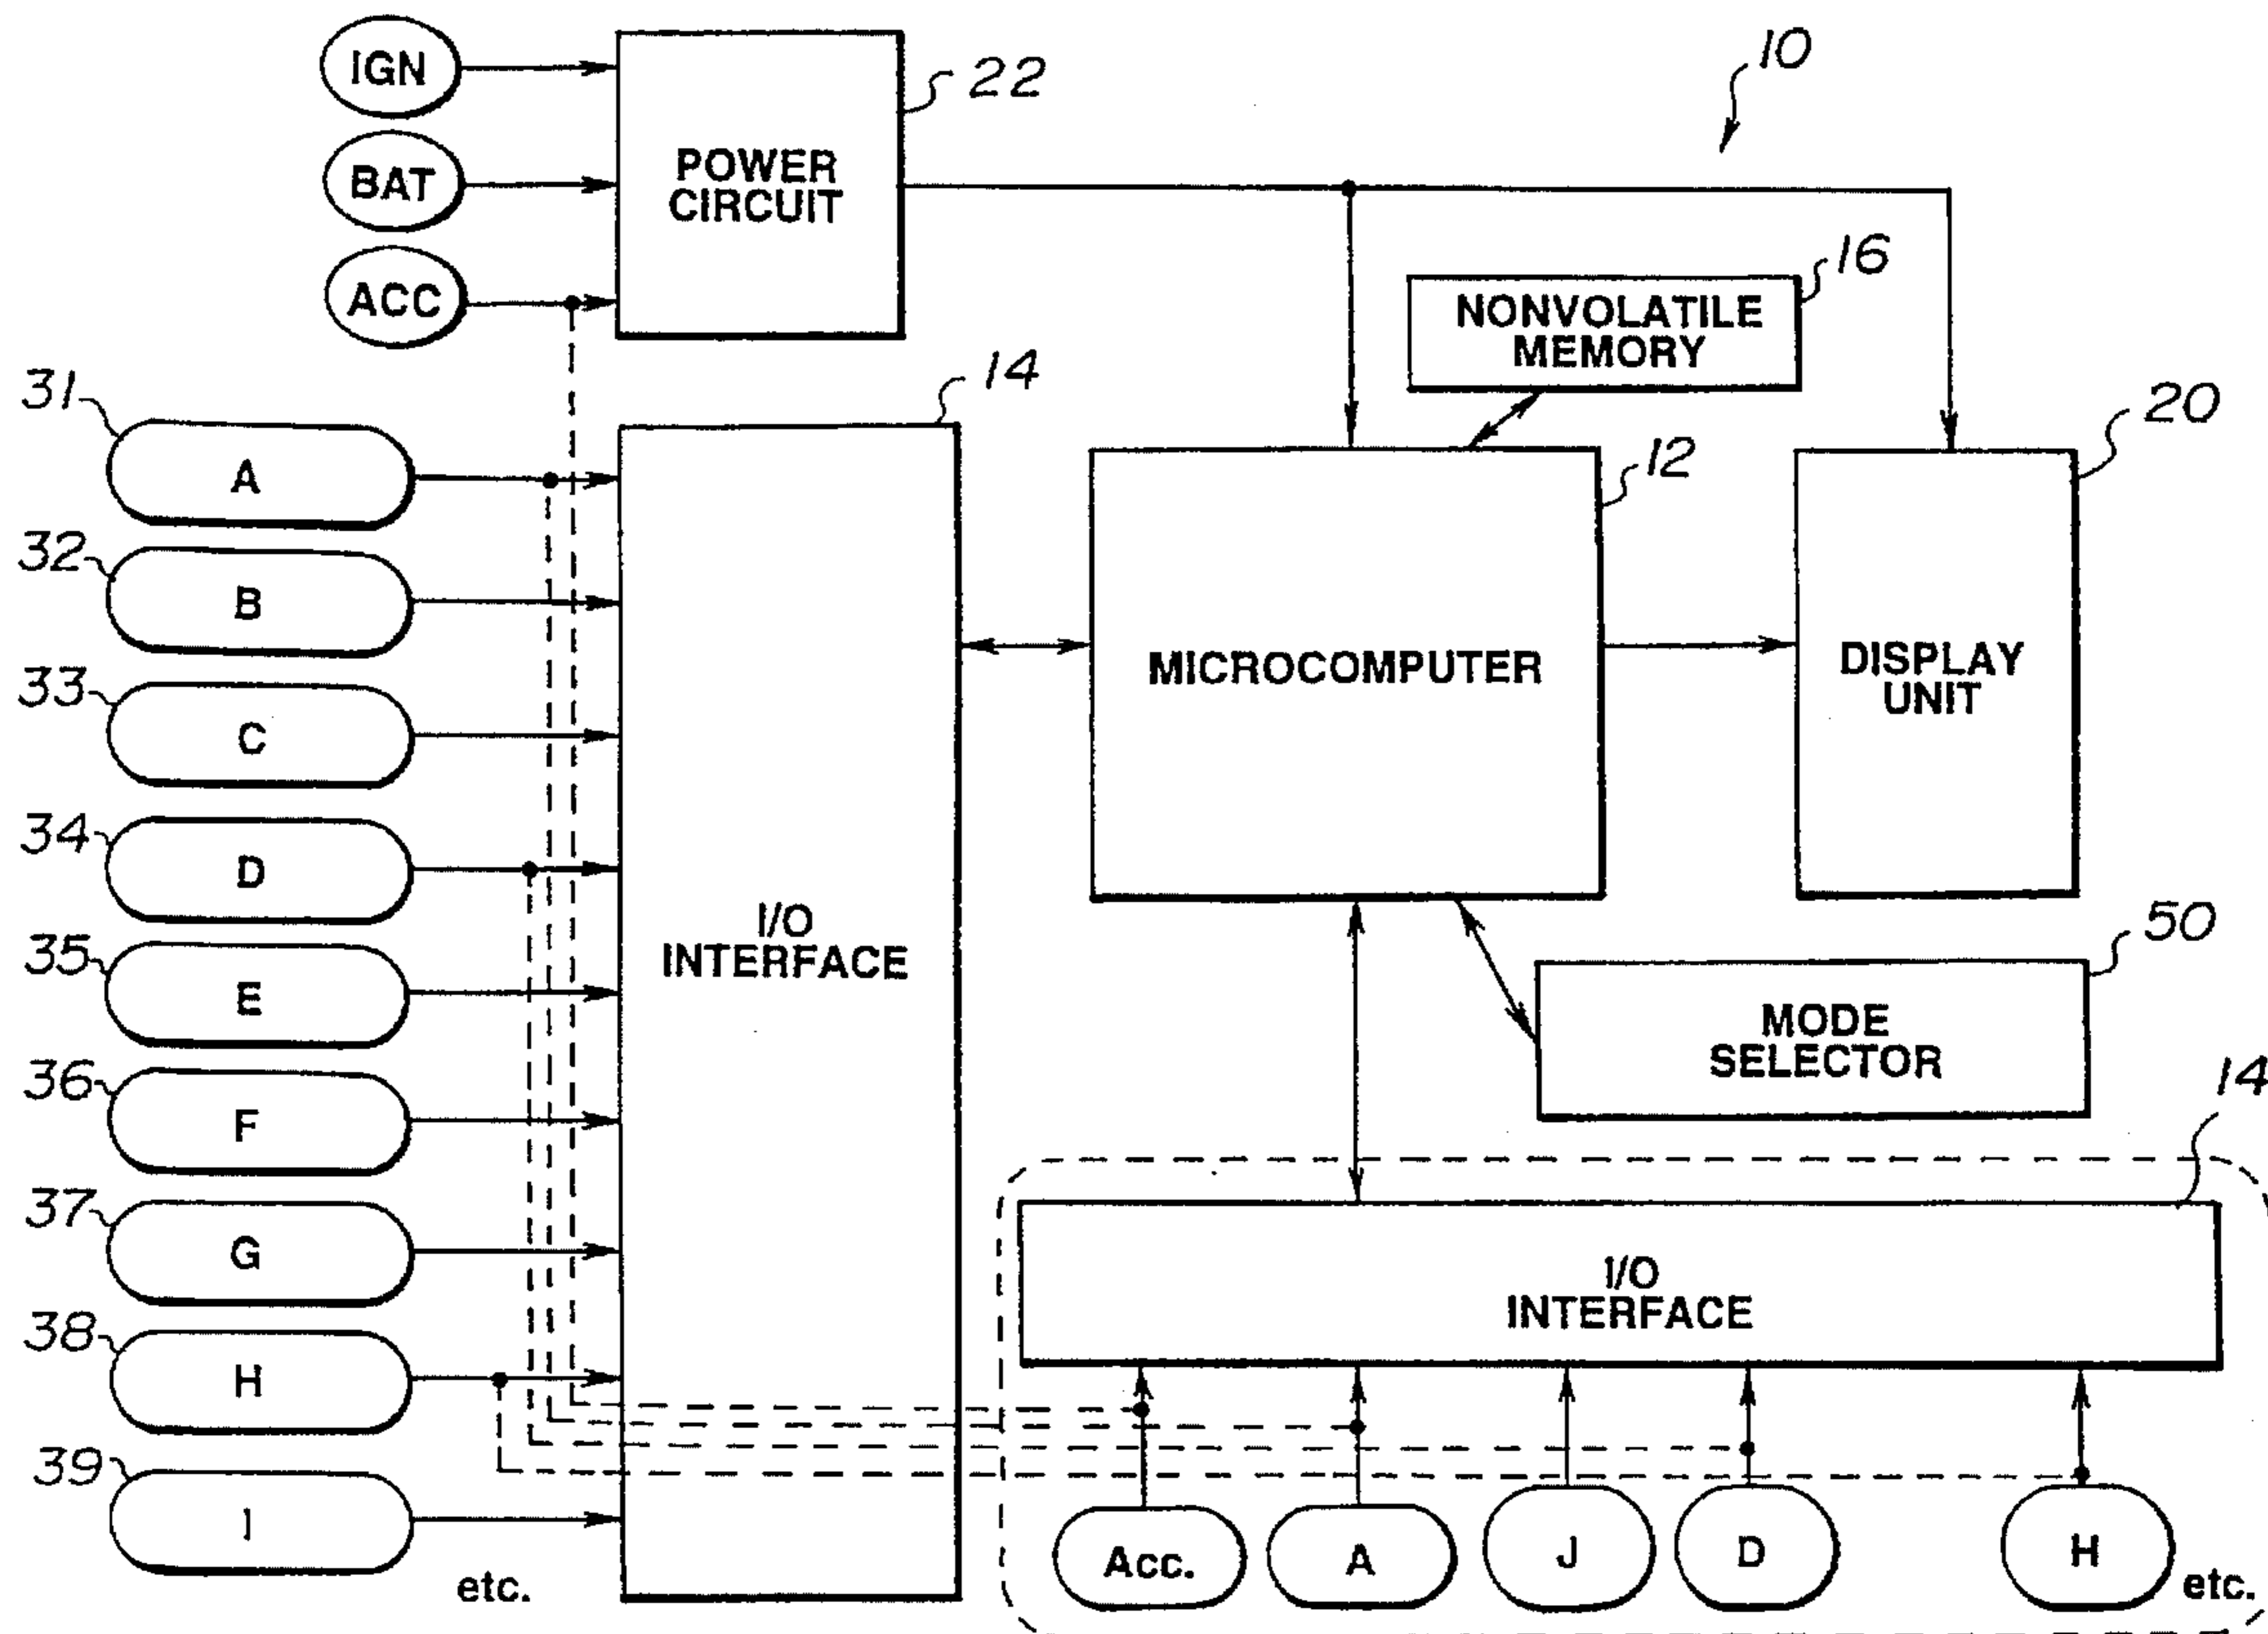 IGN
BAT
ACC
POWER
CIRCUIT
22
10
16
NONVOLATILE
MEMORY
14
12
20
31
A
32
B
33
C
34
D
35
E
36
F
37
G
38
H
39
I
etc.
I/O
INTERFACE
MICROCOMPUTER
DISPLAY
UNIT
50
MODE
SELECTOR
14
I/O
INTERFACE
Acc.
A
J
D
H
etc.